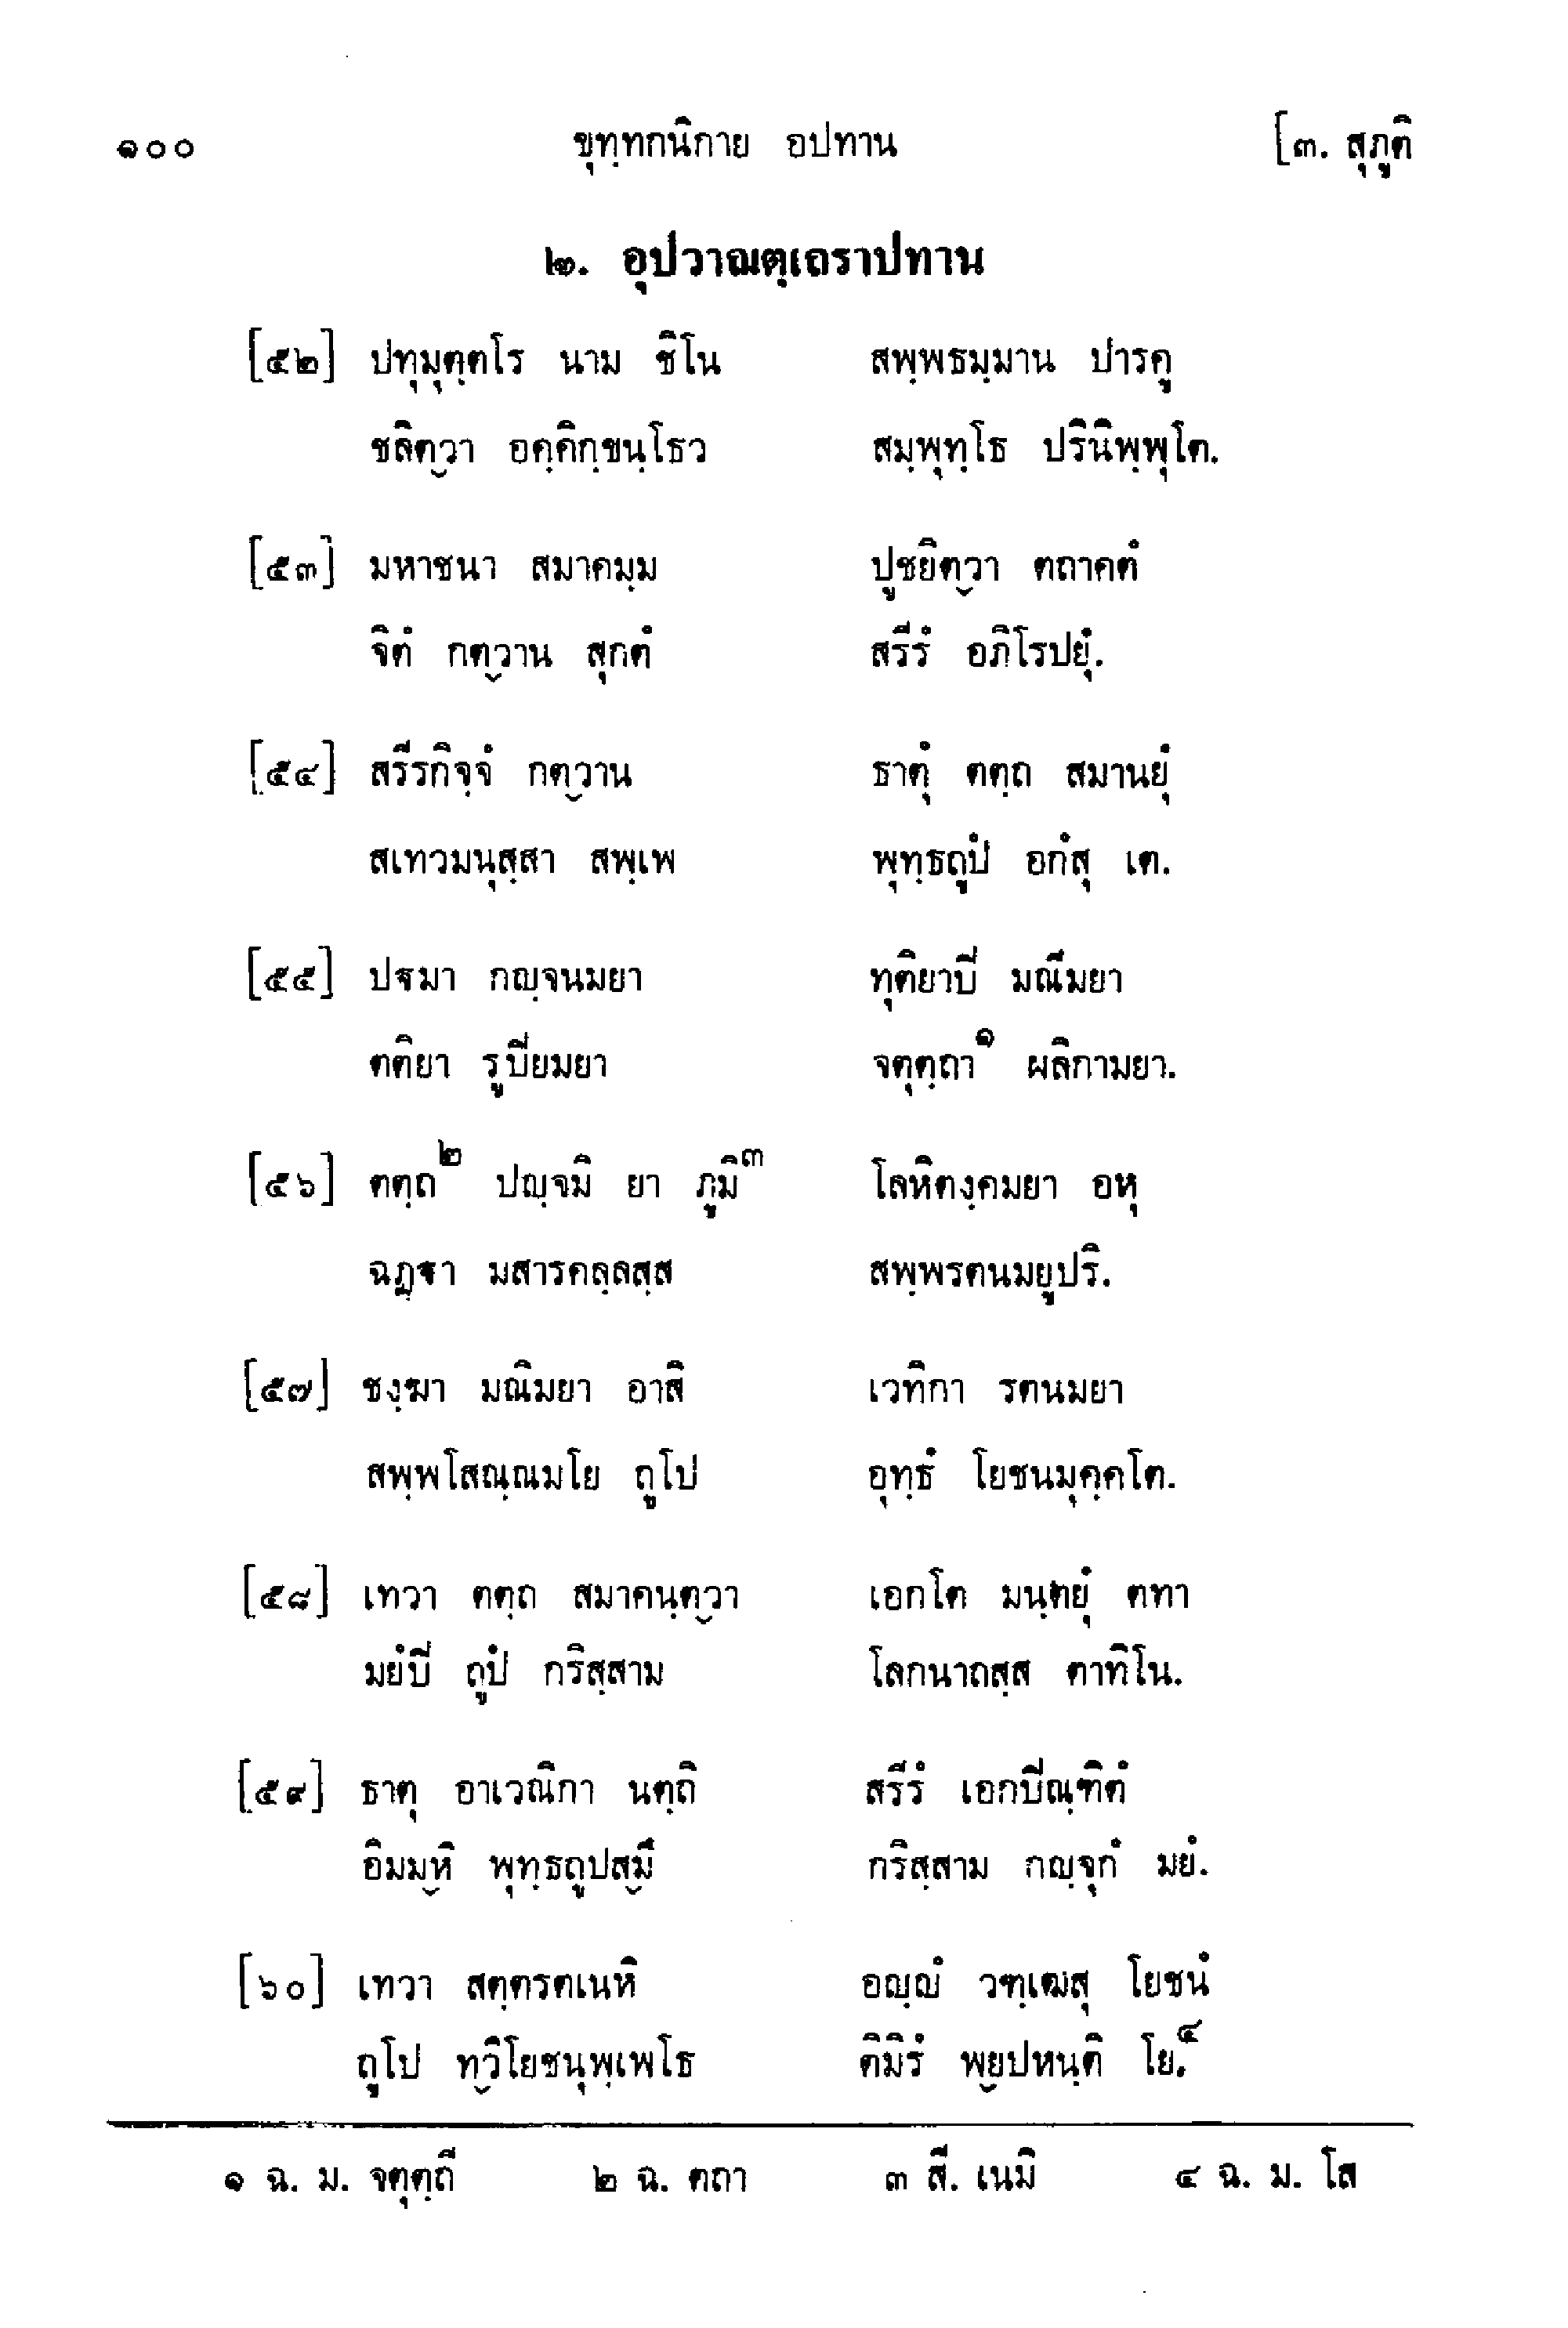 ๑๐๐ ขุทฺทกนิกาย อปทาน [๓. สุภูติ
๒. อุปวาณตฺเถราปทาน
[๕๒] ปทุมุตฺตโร นาม ชิโน สพฺพธมฺมาน ปารคู
ชลิตฺวา อคฺคิกฺขนฺโธว สมฺพุทฺโธ ปรินิพฺพุโต.
[๕๓] มหาชนา สมาคมฺม ปูชยิตฺวา ตถาคตํ
จิตํ กตฺวาน สุกตํ สรีรํ อภิโรปยุํ.
[๕๔] สรีรกิจฺจํ กตฺวาน ธาตุํ ตตฺถ สมานยุํ
สเทวมนุสฺสา สพฺเพ พุทฺธถูปํ อกํสุ เต.
[๕๕] ปฐมา กญฺจนมยา ทุติยาปิ มณีมยา
ตติยา รูปิยมยา จตุตฺถา๑ ผลิกามยา.
[๕๖] ตตฺถ๒ ปญฺจมิ ยา ภูมิ๓ โลหิตงฺคมยา อหุ
ฉฏฺฐา มสารคลฺลสฺส สพฺพรตนมยูปริ.
[๕๗] ชงฺฆา มณิมยา อาสิ เวทิกา รตนมยา
สพฺพโสณฺณมโย ถูโป อุทฺธํ โยชนมุคฺคโต.
[๕๘] เทวา ตตฺถ สมาคนฺตฺวา เอกโต มนฺตยุํ ตทา
มยํปิ ถูปํ กริสฺสาม โลกนาถสฺส ตาทิโน.
[๕๙] ธาตุ อาเวณิกา นตฺถิ สรีรํ เอกปิณฺฑิตํ
อิมมฺหิ พุทฺธถูปสฺมึ กริสฺสาม กญฺจุกํ มยํ.
[๖๐] เทวา สตฺตรตเนหิ อญฺญํ วฑฺเฒสุ โยชนํ
ถูโป ทฺวิโยชนุพฺเพโธ ติมิรํ พฺยปหนฺติ โย.๔
๑ ฉ. ม. จตุตฺถี ๒ ฉ. ตถา ๓ สี. เนมิ ๔ ฉ. ม. โส